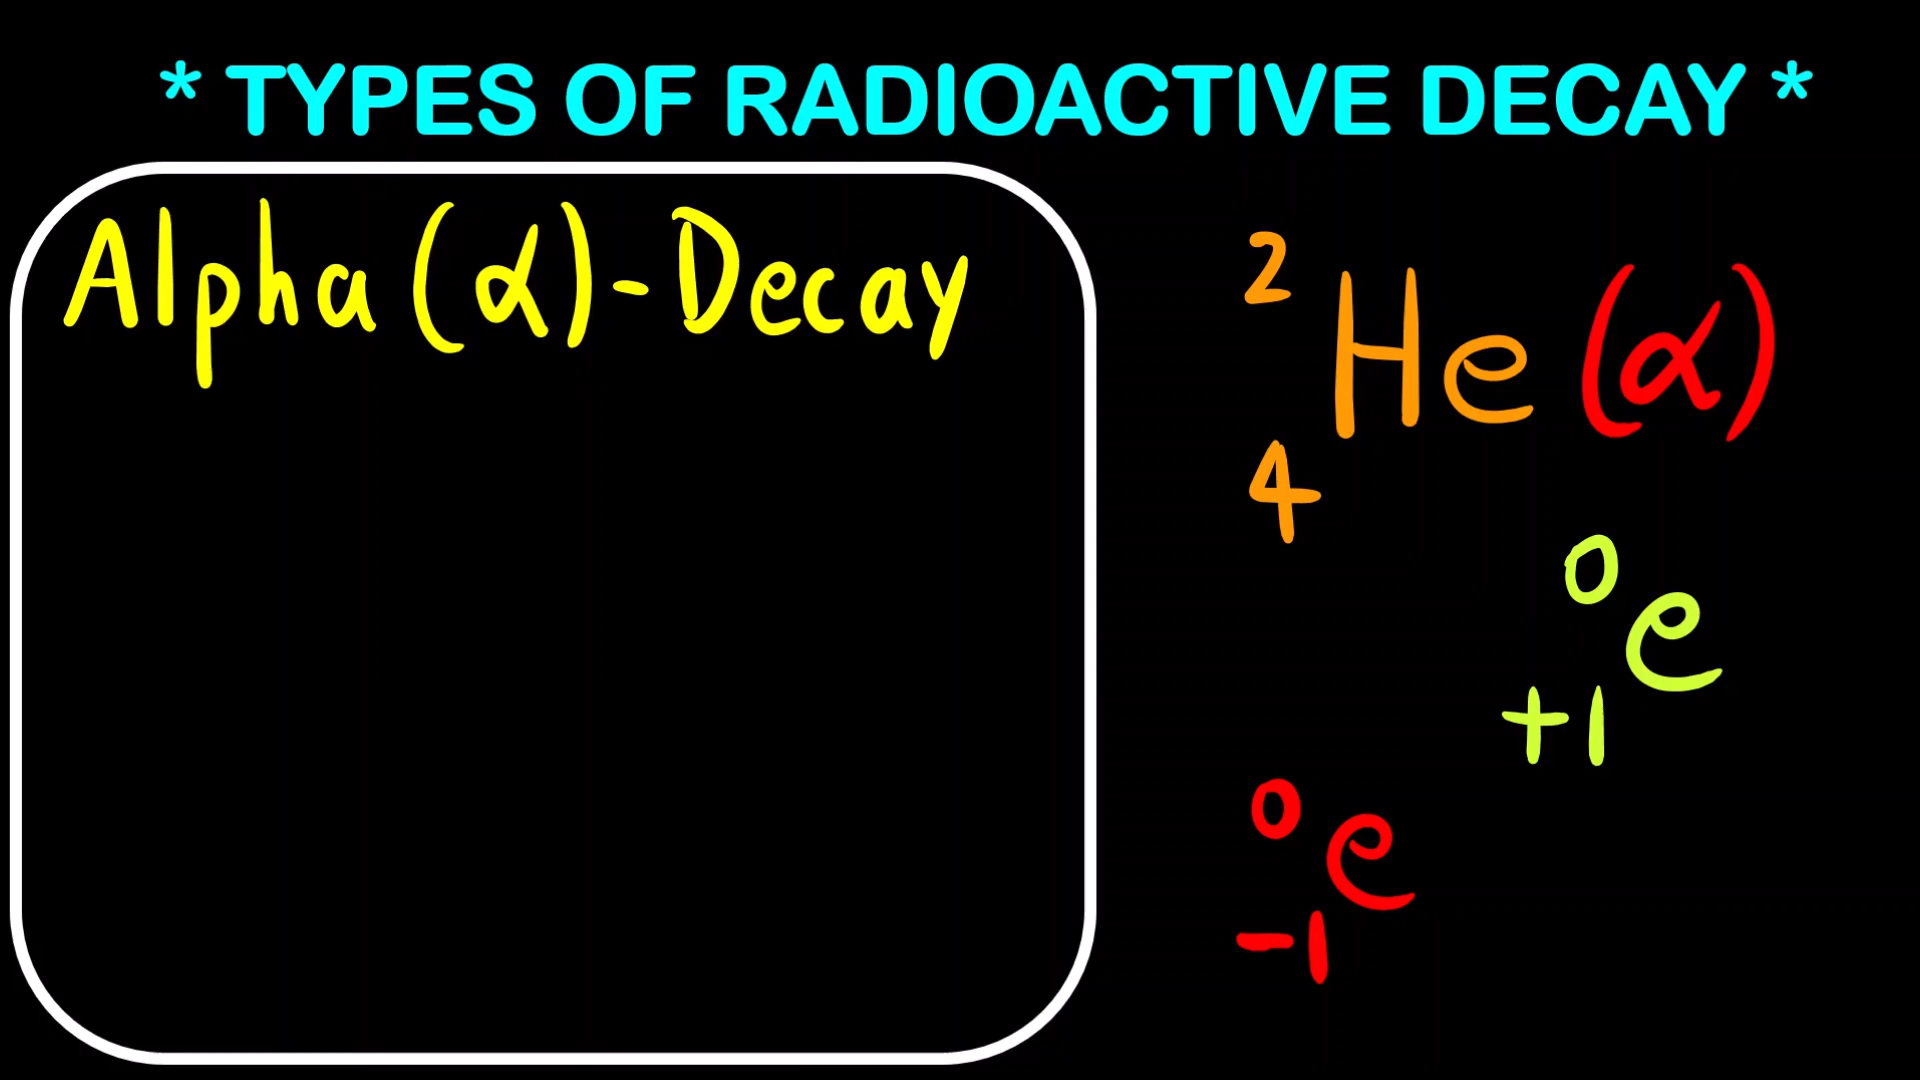 * TYPES OF RADIOACTIVE DECAY *
Alpha (α)-Decay
2
He (α)
4
0
e
+1
0
e
-1